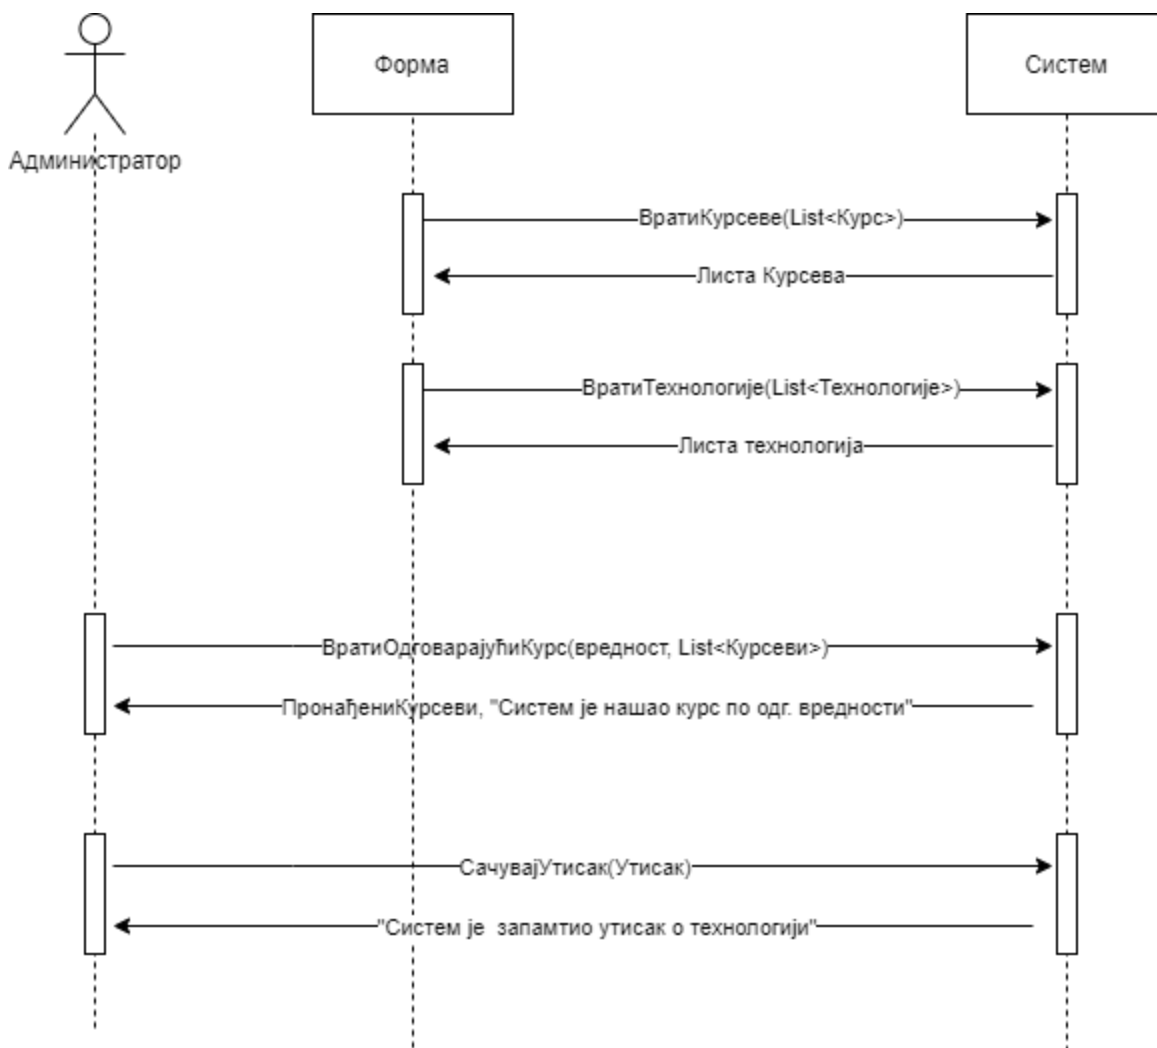 Форма
Систем
Администратор
ВратиКурсеве(List<Курс>)
Листа Курсева
ВратиТехнологије(List<Технологије>)
Листа технологија
ВратиОдговарајућиКурс(вредност, List<Курсеви>)
ПронађениКурсеви, "Систем је нашао курс по одг. вредности"
СачувајУтисак(Утисак)
"Систем је  запамтио утисак о технологији"